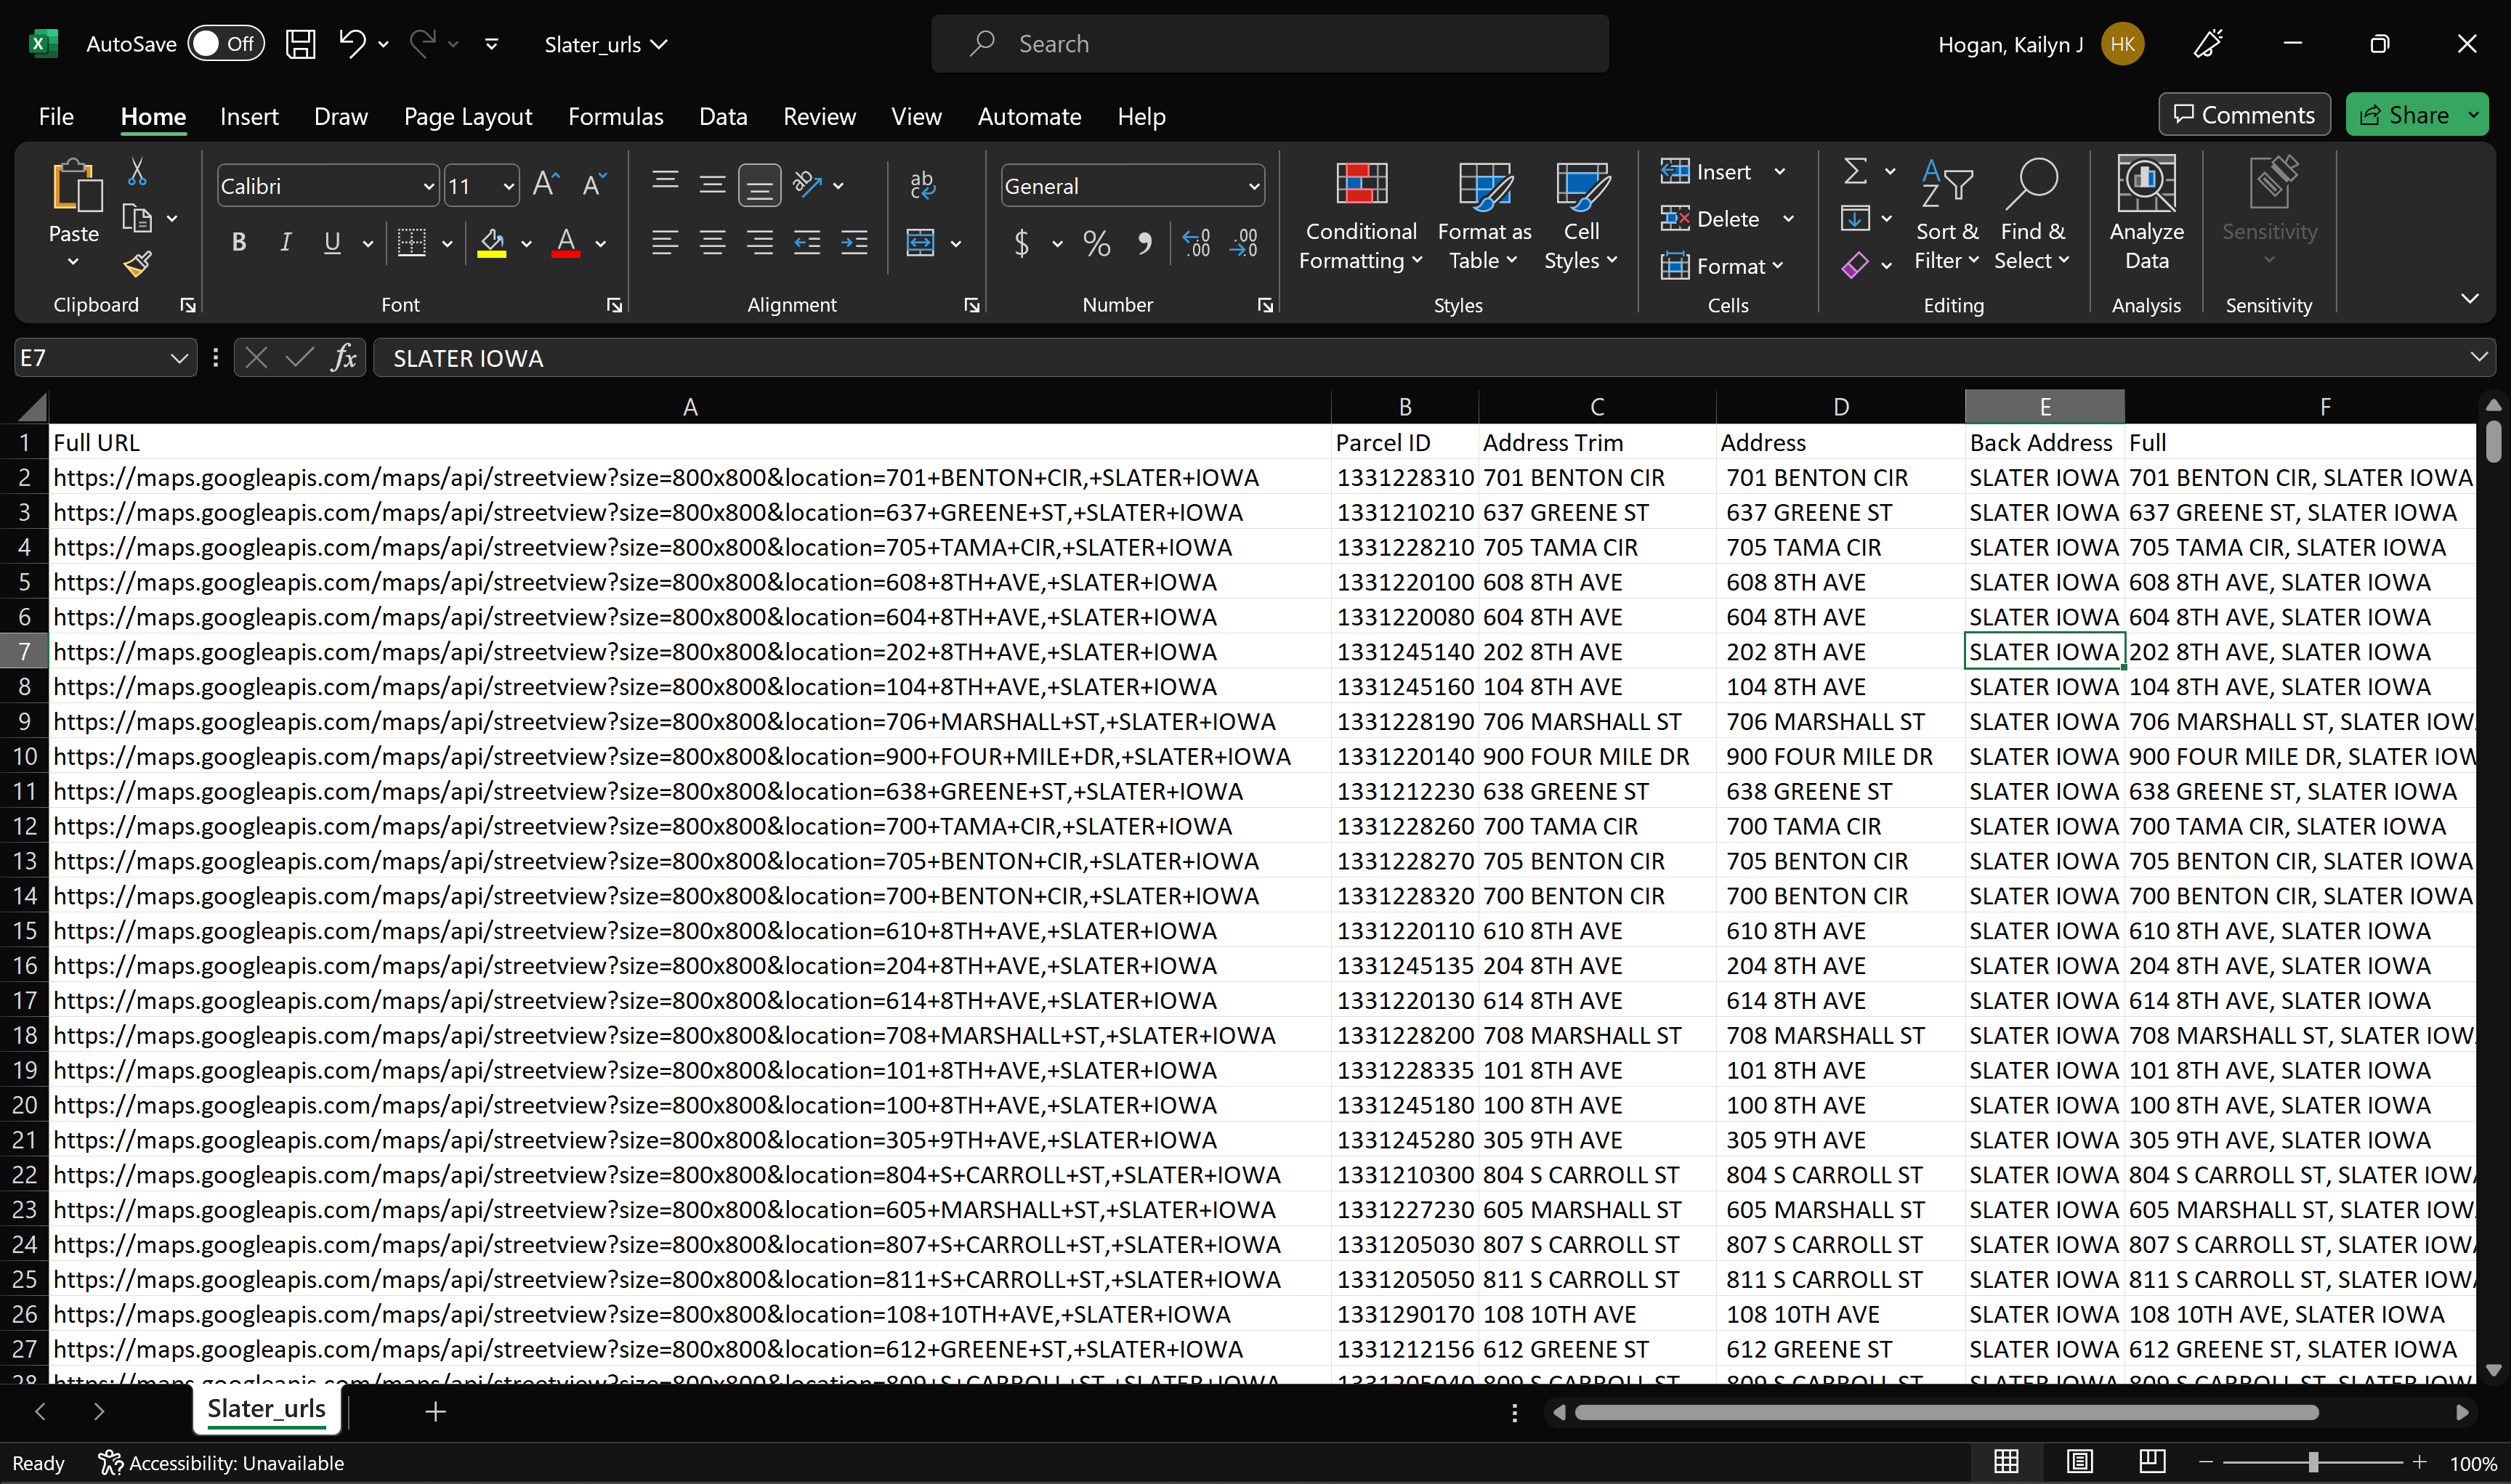 AutoSave Off Slater_urls Search Hogan, Kailyn J HK
File Home Insert Draw Page Layout Formulas Data Review View Automate Help Comments Share
Paste Calibri 11 General Conditional Formatting Format as Table Cell Styles Insert Delete Format Sort & Filter Find & Select Analyze Data Sensitivity
Clipboard Font Alignment Number Styles Cells Editing Analysis Sensitivity
E7 fx SLATER IOWA
A B C D E F
1 Full URL Parcel ID Address Trim Address Back Address Full
2 https://maps.googleapis.com/maps/api/streetview?size=800x800&location=701+BENTON+CIR,+SLATER+IOWA 1331228310 701 BENTON CIR 701 BENTON CIR SLATER IOWA 701 BENTON CIR, SLATER IOWA
3 https://maps.googleapis.com/maps/api/streetview?size=800x800&location=637+GREENE+ST,+SLATER+IOWA 1331210210 637 GREENE ST 637 GREENE ST SLATER IOWA 637 GREENE ST, SLATER IOWA
4 https://maps.googleapis.com/maps/api/streetview?size=800x800&location=705+TAMA+CIR,+SLATER+IOWA 1331228210 705 TAMA CIR 705 TAMA CIR SLATER IOWA 705 TAMA CIR, SLATER IOWA
5 https://maps.googleapis.com/maps/api/streetview?size=800x800&location=608+8TH+AVE,+SLATER+IOWA 1331220100 608 8TH AVE 608 8TH AVE SLATER IOWA 608 8TH AVE, SLATER IOWA
6 https://maps.googleapis.com/maps/api/streetview?size=800x800&location=604+8TH+AVE,+SLATER+IOWA 1331220080 604 8TH AVE 604 8TH AVE SLATER IOWA 604 8TH AVE, SLATER IOWA
7 https://maps.googleapis.com/maps/api/streetview?size=800x800&location=202+8TH+AVE,+SLATER+IOWA 1331245140 202 8TH AVE 202 8TH AVE SLATER IOWA 202 8TH AVE, SLATER IOWA
8 https://maps.googleapis.com/maps/api/streetview?size=800x800&location=104+8TH+AVE,+SLATER+IOWA 1331245160 104 8TH AVE 104 8TH AVE SLATER IOWA 104 8TH AVE, SLATER IOWA
9 https://maps.googleapis.com/maps/api/streetview?size=800x800&location=706+MARSHALL+ST,+SLATER+IOWA 1331228190 706 MARSHALL ST 706 MARSHALL ST SLATER IOWA 706 MARSHALL ST, SLATER IOW
10 https://maps.googleapis.com/maps/api/streetview?size=800x800&location=900+FOUR+MILE+DR,+SLATER+IOWA 1331220140 900 FOUR MILE DR 900 FOUR MILE DR SLATER IOWA 900 FOUR MILE DR, SLATER IOW
11 https://maps.googleapis.com/maps/api/streetview?size=800x800&location=638+GREENE+ST,+SLATER+IOWA 1331212230 638 GREENE ST 638 GREENE ST SLATER IOWA 638 GREENE ST, SLATER IOWA
12 https://maps.googleapis.com/maps/api/streetview?size=800x800&location=700+TAMA+CIR,+SLATER+IOWA 1331228260 700 TAMA CIR 700 TAMA CIR SLATER IOWA 700 TAMA CIR, SLATER IOWA
13 https://maps.googleapis.com/maps/api/streetview?size=800x800&location=705+BENTON+CIR,+SLATER+IOWA 1331228270 705 BENTON CIR 705 BENTON CIR SLATER IOWA 705 BENTON CIR, SLATER IOWA
14 https://maps.googleapis.com/maps/api/streetview?size=800x800&location=700+BENTON+CIR,+SLATER+IOWA 1331228320 700 BENTON CIR 700 BENTON CIR SLATER IOWA 700 BENTON CIR, SLATER IOWA
15 https://maps.googleapis.com/maps/api/streetview?size=800x800&location=610+8TH+AVE,+SLATER+IOWA 1331220110 610 8TH AVE 610 8TH AVE SLATER IOWA 610 8TH AVE, SLATER IOWA
16 https://maps.googleapis.com/maps/api/streetview?size=800x800&location=204+8TH+AVE,+SLATER+IOWA 1331245135 204 8TH AVE 204 8TH AVE SLATER IOWA 204 8TH AVE, SLATER IOWA
17 https://maps.googleapis.com/maps/api/streetview?size=800x800&location=614+8TH+AVE,+SLATER+IOWA 1331220130 614 8TH AVE 614 8TH AVE SLATER IOWA 614 8TH AVE, SLATER IOWA
18 https://maps.googleapis.com/maps/api/streetview?size=800x800&location=708+MARSHALL+ST,+SLATER+IOWA 1331228200 708 MARSHALL ST 708 MARSHALL ST SLATER IOWA 708 MARSHALL ST, SLATER IOW
19 https://maps.googleapis.com/maps/api/streetview?size=800x800&location=101+8TH+AVE,+SLATER+IOWA 1331228335 101 8TH AVE 101 8TH AVE SLATER IOWA 101 8TH AVE, SLATER IOWA
20 https://maps.googleapis.com/maps/api/streetview?size=800x800&location=100+8TH+AVE,+SLATER+IOWA 1331245180 100 8TH AVE 100 8TH AVE SLATER IOWA 100 8TH AVE, SLATER IOWA
21 https://maps.googleapis.com/maps/api/streetview?size=800x800&location=305+9TH+AVE,+SLATER+IOWA 1331245280 305 9TH AVE 305 9TH AVE SLATER IOWA 305 9TH AVE, SLATER IOWA
22 https://maps.googleapis.com/maps/api/streetview?size=800x800&location=804+S+CARROLL+ST,+SLATER+IOWA 1331210300 804 S CARROLL ST 804 S CARROLL ST SLATER IOWA 804 S CARROLL ST, SLATER IOWA
23 https://maps.googleapis.com/maps/api/streetview?size=800x800&location=605+MARSHALL+ST,+SLATER+IOWA 1331227230 605 MARSHALL ST 605 MARSHALL ST SLATER IOWA 605 MARSHALL ST, SLATER IOW
24 https://maps.googleapis.com/maps/api/streetview?size=800x800&location=807+S+CARROLL+ST,+SLATER+IOWA 1331205030 807 S CARROLL ST 807 S CARROLL ST SLATER IOWA 807 S CARROLL ST, SLATER IOWA
25 https://maps.googleapis.com/maps/api/streetview?size=800x800&location=811+S+CARROLL+ST,+SLATER+IOWA 1331205050 811 S CARROLL ST 811 S CARROLL ST SLATER IOWA 811 S CARROLL ST, SLATER IOWA
26 https://maps.googleapis.com/maps/api/streetview?size=800x800&location=108+10TH+AVE,+SLATER+IOWA 1331290170 108 10TH AVE 108 10TH AVE SLATER IOWA 108 10TH AVE, SLATER IOWA
27 https://maps.googleapis.com/maps/api/streetview?size=800x800&location=612+GREENE+ST,+SLATER+IOWA 1331212156 612 GREENE ST 612 GREENE ST SLATER IOWA 612 GREENE ST, SLATER IOWA
Slater_urls
Ready Accessibility: Unavailable 100%